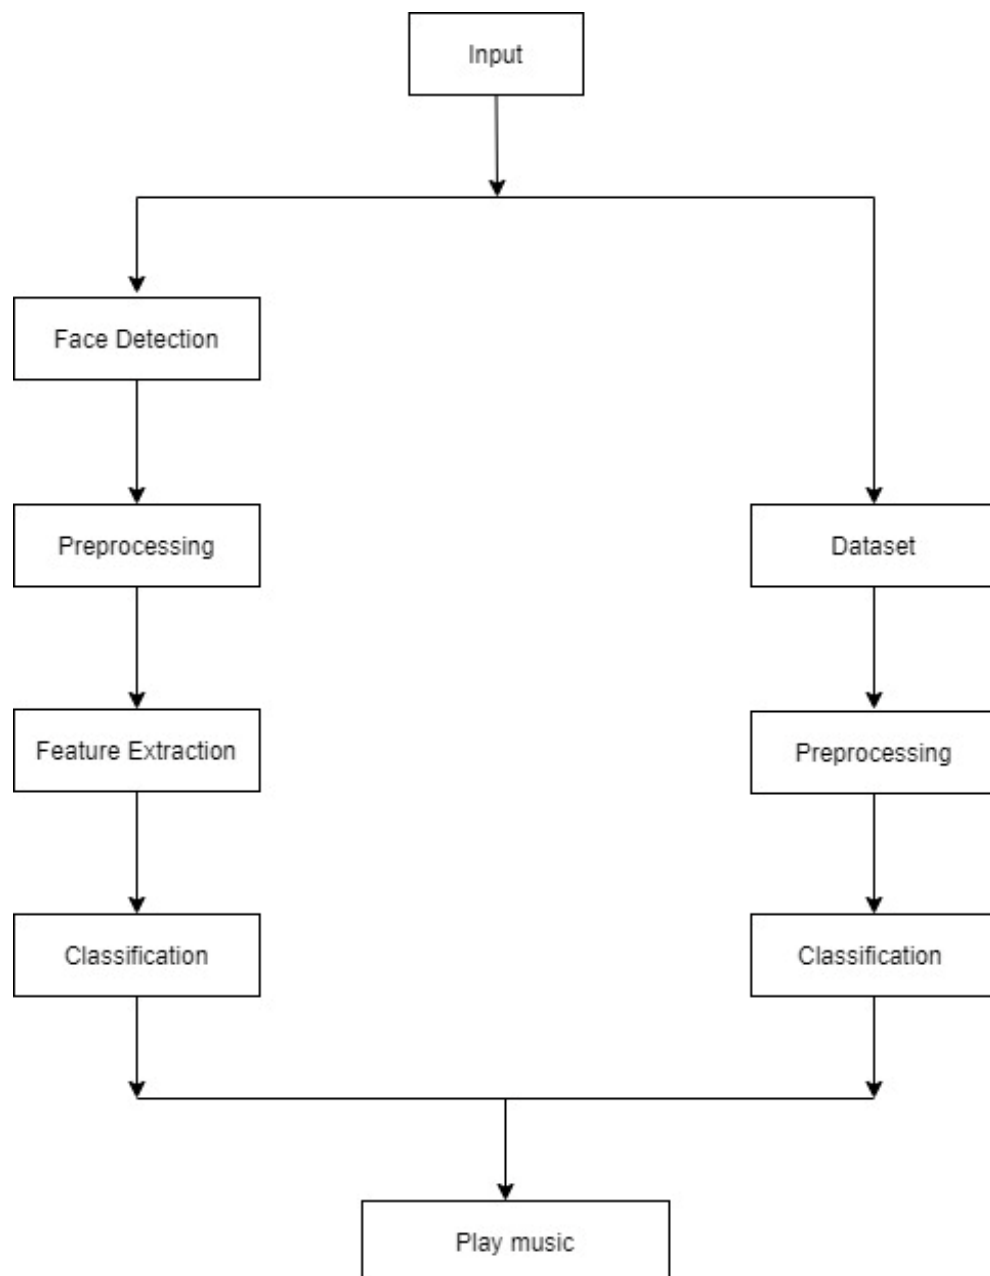 Input
Face Detection
Preprocessing
Dataset
Feature Extraction
Preprocessing
Classification
Classification
Play music